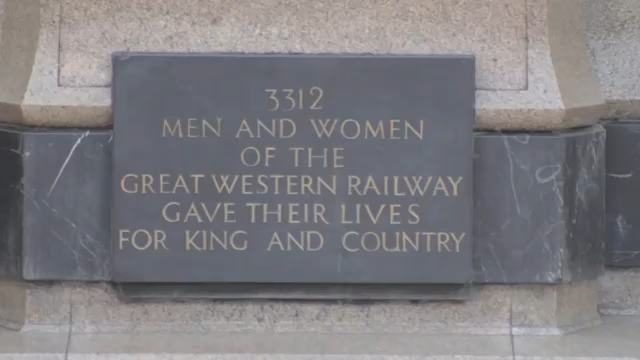 3312
MEN AND WOMEN
OF THE
GREAT WESTERN RAILWAY
GAVE THEIR LIVES
FOR KING AND COUNTRY